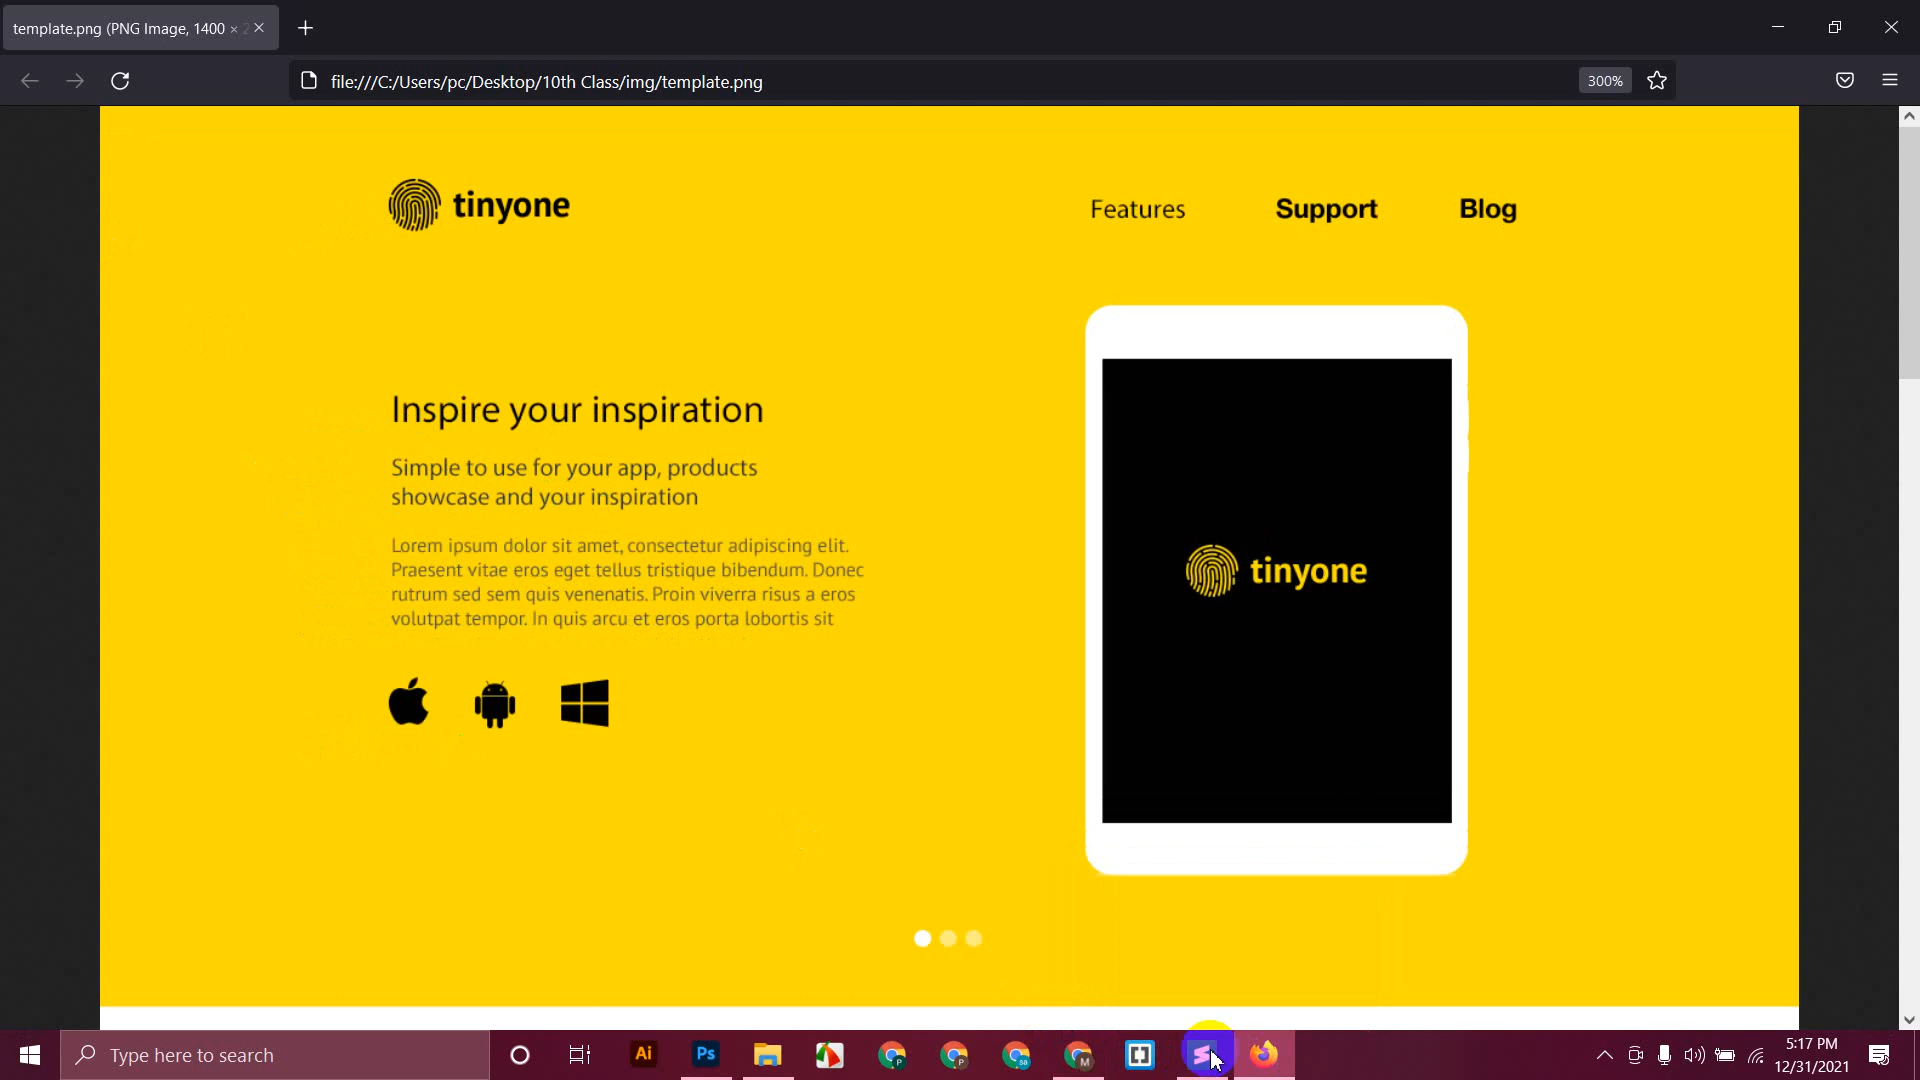 template.png (PNG Image, 1400 ×
file:///C:/Users/pc/Desktop/10th Class/img/template.png
300%
tinyone
Features
Support
Blog
Inspire your inspiration
Simple to use for your app, products
showcase and your inspiration
Lorem ipsum dolor sit amet, consectetur adipiscing elit.
Praesent vitae eros eget tellus tristique bibendum. Donec
rutrum sed sem quis venenatis. Proin viverra risus a eros
volutpat tempor. In quis arcu et eros porta lobortis sit
tinyone
Type here to search
Ai
Ps
5:17 PM
12/31/2021